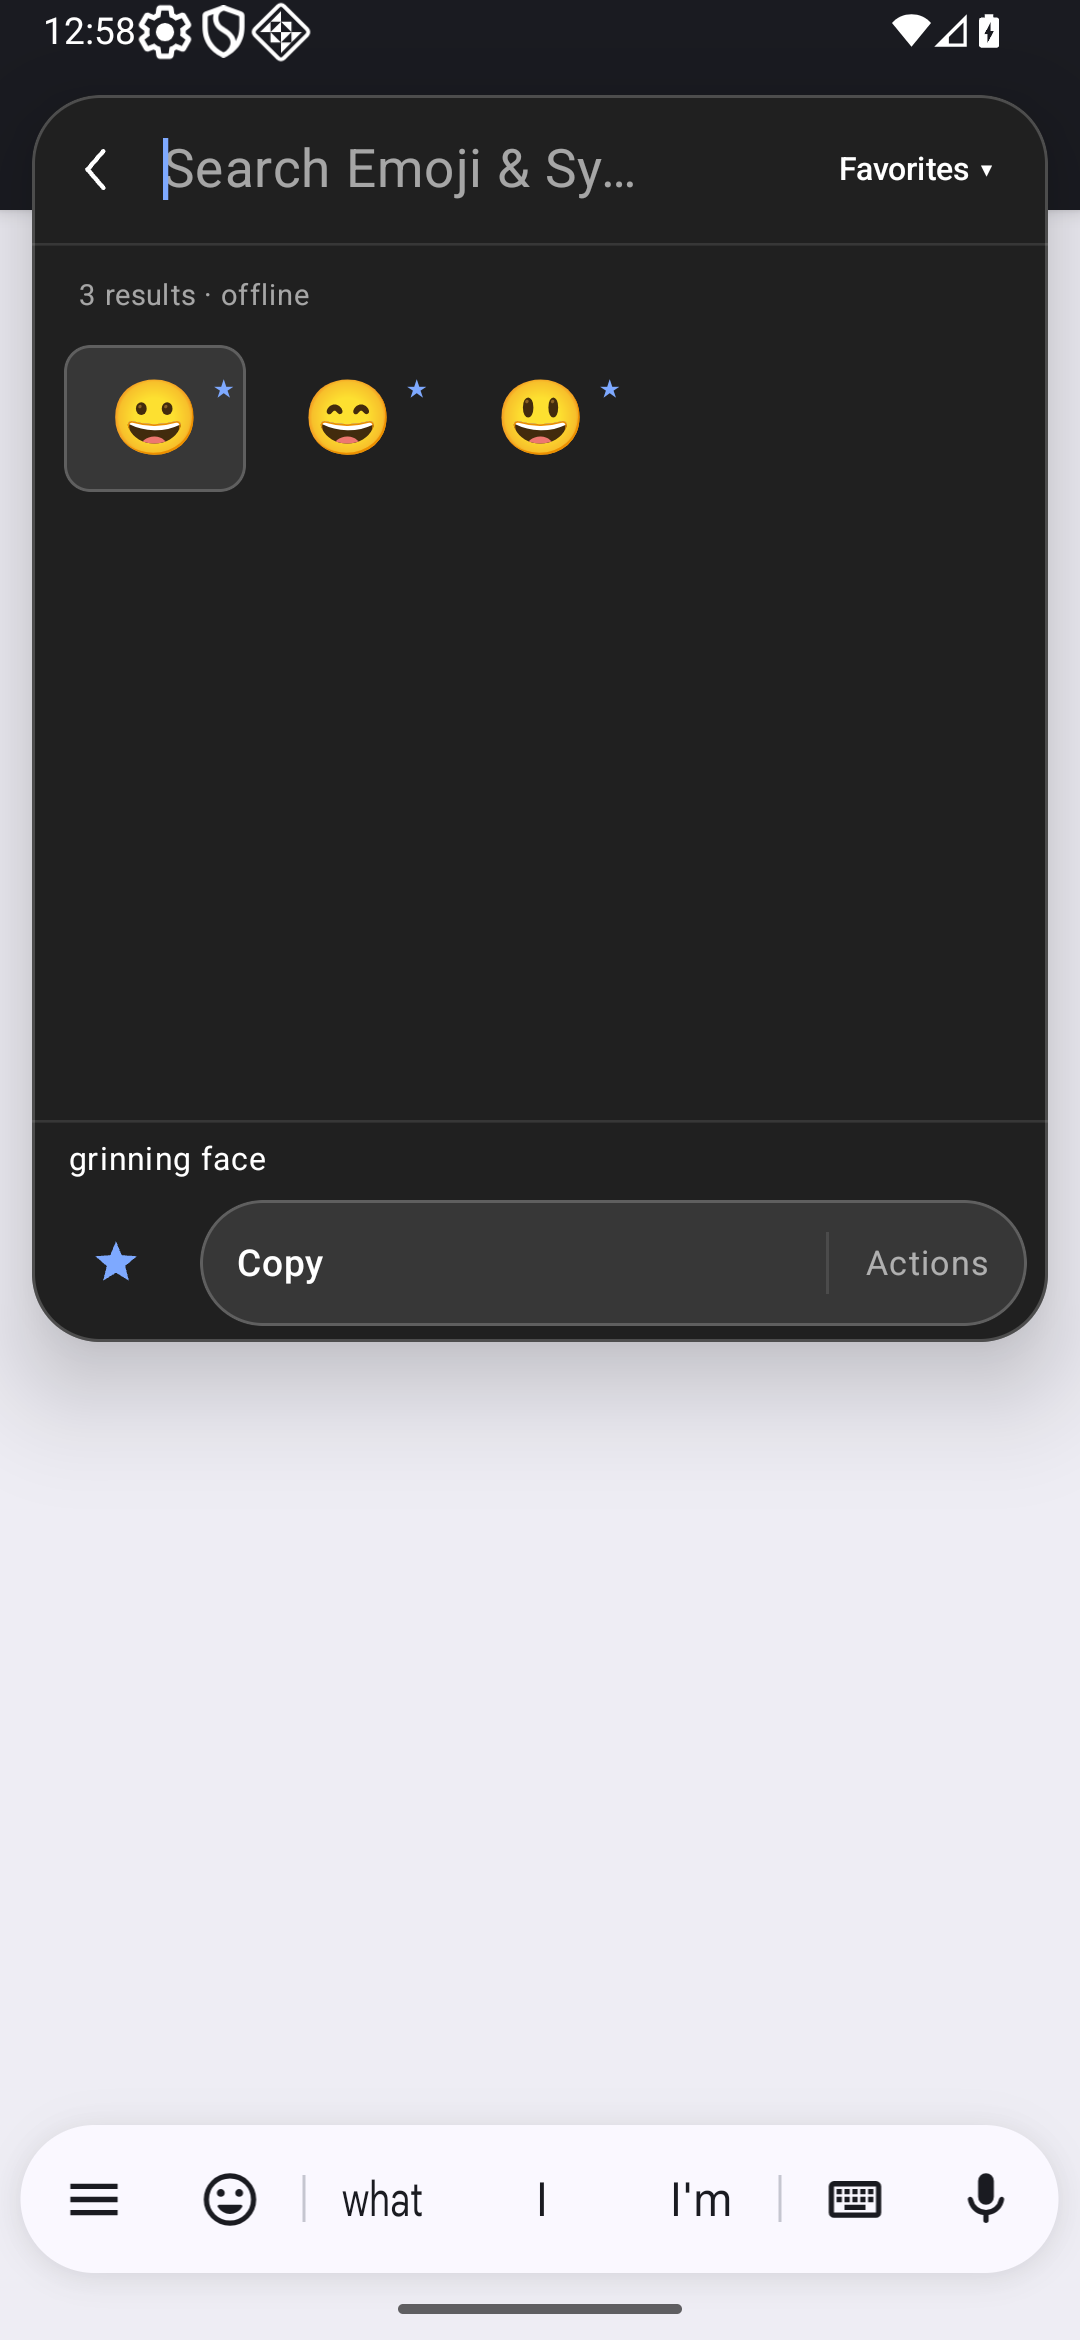 12:58
Search Emoji & Sy...
Favorites ▾
3 results · offline
grinning face
Copy
Actions
what
I
I'm